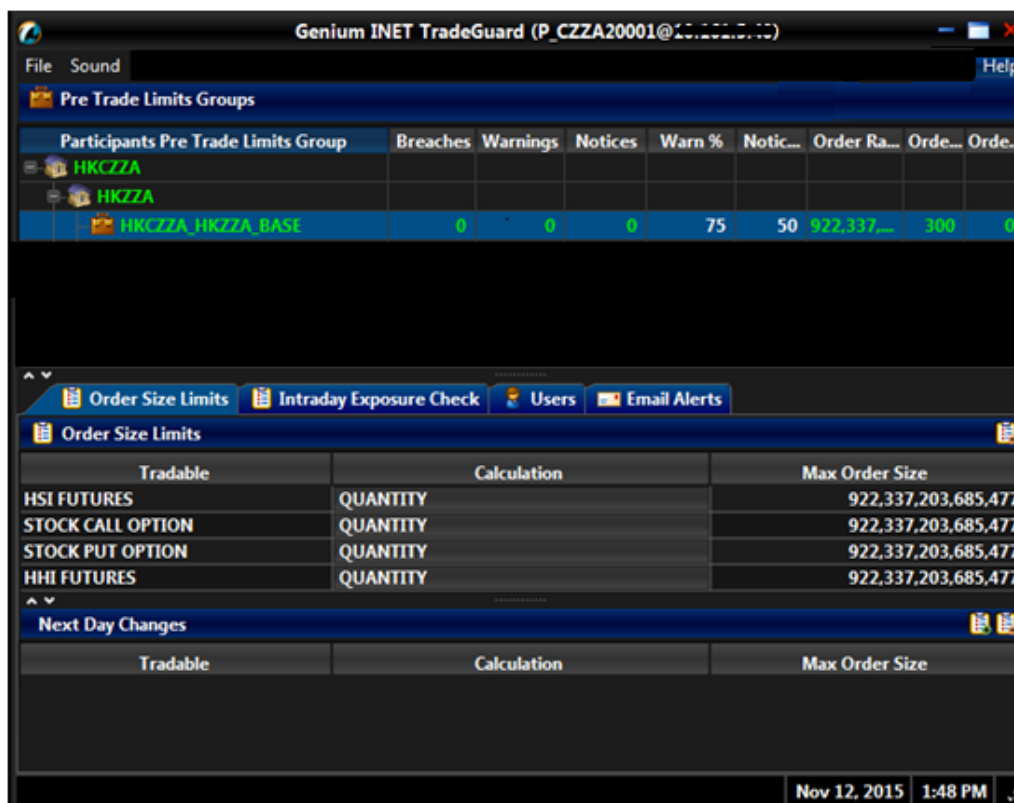 Genium INET TradeGuard (P_CZZA20001@
File Sound Help
Pre Trade Limits Groups
Participants Pre Trade Limits Group Breaches Warnings Notices Warn % Notic... Order Ra... Orde... Orde..
HKCZZA
HKZZA
HKCZZA_HKZZA_BASE 0 0 0 75 50 922,337,... 300 0
Order Size Limits Intraday Exposure Check Users Email Alerts
Order Size Limits
Tradable Calculation Max Order Size
HSI FUTURES QUANTITY 922,337,203,685,477
STOCK CALL OPTION QUANTITY 922,337,203,685,477
STOCK PUT OPTION QUANTITY 922,337,203,685,477
HHI FUTURES QUANTITY 922,337,203,685,477
Next Day Changes
Tradable Calculation Max Order Size
Nov 12, 2015 1:48 PM